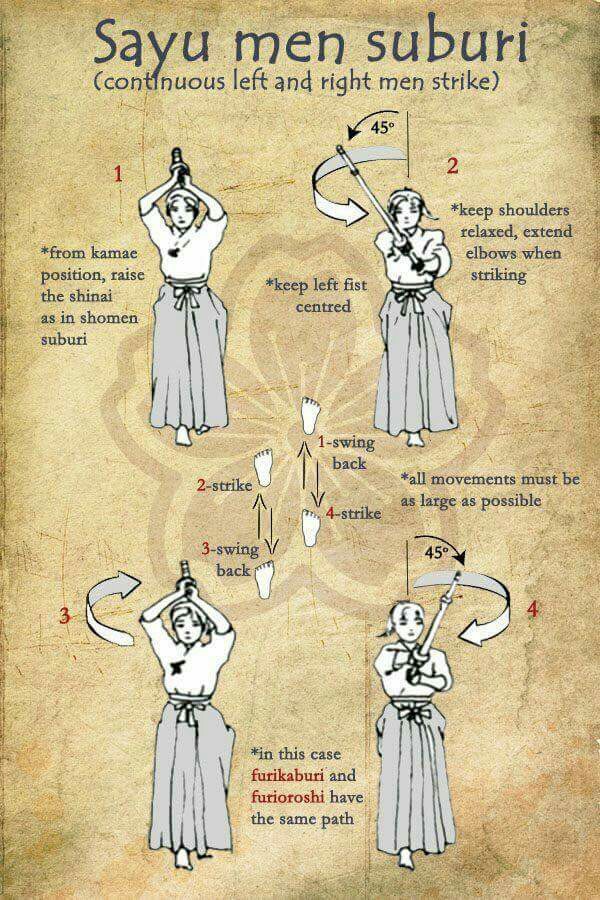 Sayu men suburi
(continuous left and right men strike)
1
*from kamae
position, raise
the shinai
as in shomen
suburi
45°
2
*keep shoulders
relaxed, extend
elbows when
striking
*keep left fist
centred
1-swing
back
2-strike
*all movements must be
as large as possible
4-strike
3-swing
back
3
45°
4
*in this case
furikaburi and
furioroshi have
the same path